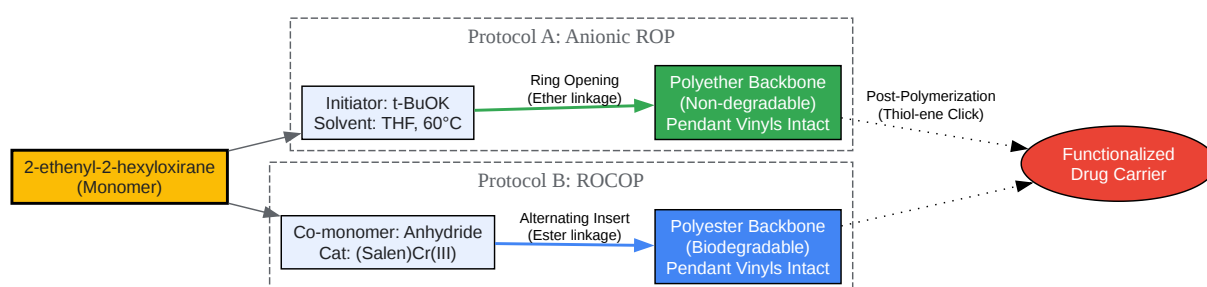 Protocol A: Anionic ROP
Initiator: t-BuOK
Solvent: THF, 60°C
Ring Opening
(Ether linkage)
Polyether Backbone
(Non-degradable)
Pendant Vinyls Intact
Post-Polymerization
(Thiol-ene Click)
2-ethenyl-2-hexyloxirane
(Monomer)
Functionalized
Drug Carrier
Protocol B: ROCOP
Co-monomer: Anhydride
Cat: (Salen)Cr(III)
Alternating Insert
(Ester linkage)
Polyester Backbone
(Biodegradable)
Pendant Vinyls Intact